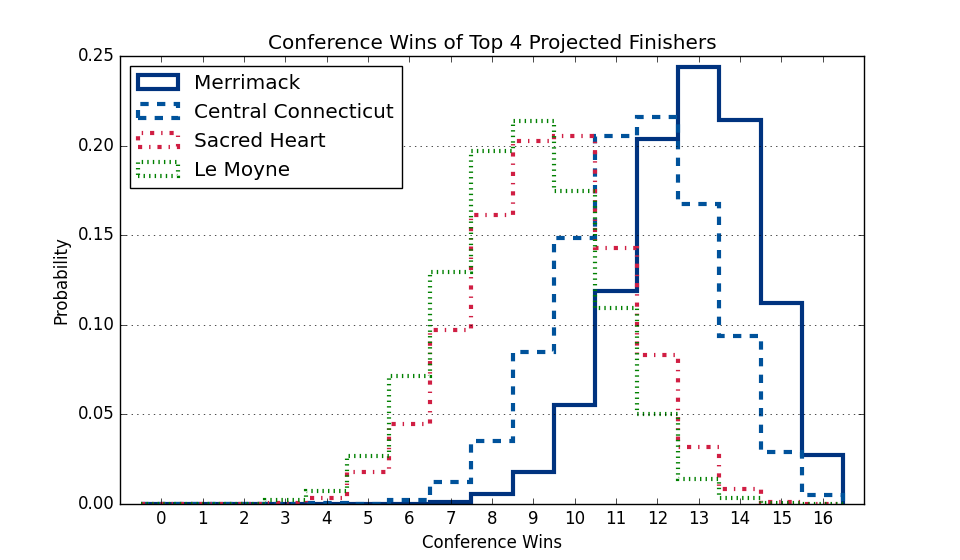 Conference Wins of Top 4 Projected Finishers
Merrimack
Central Connecticut
Sacred Heart
Le Moyne
Probability
0.25
0.20
0.15
0.10
0.05
0.00
0 1 2 3 4 5 6 7 8 9 10 11 12 13 14 15 16
Conference Wins